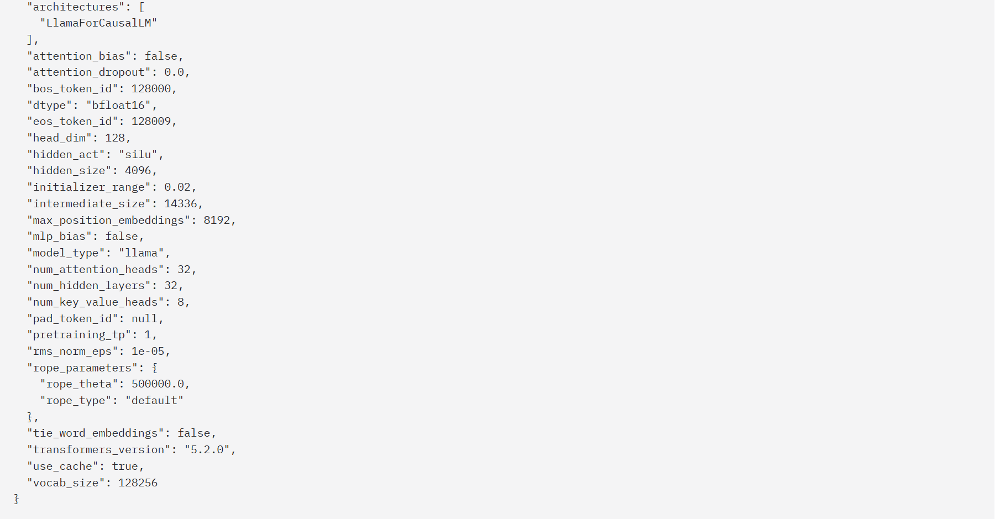 "architectures": [
"LlamaForCausalLM"
],
"attention_bias": false,
"attention_dropout": 0.0,
"bos_token_id": 128000,
"dtype": "bfloat16",
"eos_token_id": 128009,
"head_dim": 128,
"hidden_act": "silu",
"hidden_size": 4096,
"initializer_range": 0.02,
"intermediate_size": 14336,
"max_position_embeddings": 8192,
"mlp_bias": false,
"model_type": "llama",
"num_attention_heads": 32,
"num_hidden_layers": 32,
"num_key_value_heads": 8,
"pad_token_id": null,
"pretraining_tp": 1,
"rms_norm_eps": 1e-05,
"rope_parameters": {
"rope_theta": 500000.0,
"rope_type": "default"
},
"tie_word_embeddings": false,
"transformers_version": "5.2.0",
"use_cache": true,
"vocab_size": 128256
}